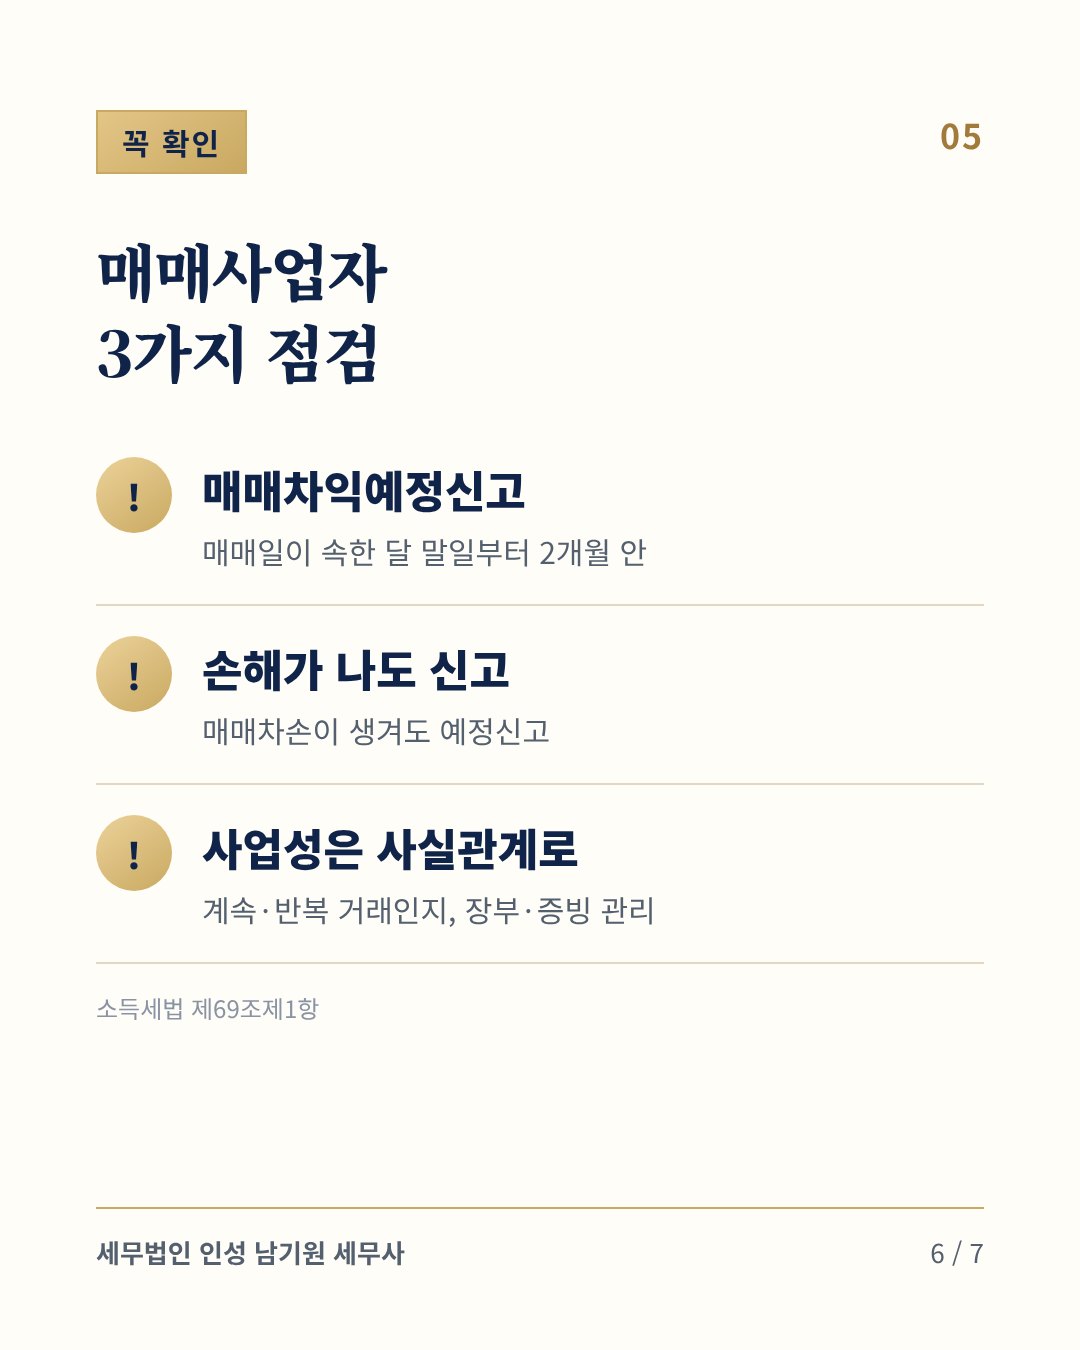 꼭 확인
05
매매사업자
3가지 점검
!
매매차익예정신고
매매일이 속한 달 말일부터 2개월 안
!
손해가 나도 신고
매매차손이 생겨도 예정신고
!
사업성은 사실관계로
계속·반복 거래인지, 장부·증빙 관리
소득세법 제69조제1항
세무법인 인성 남기원 세무사
6 / 7